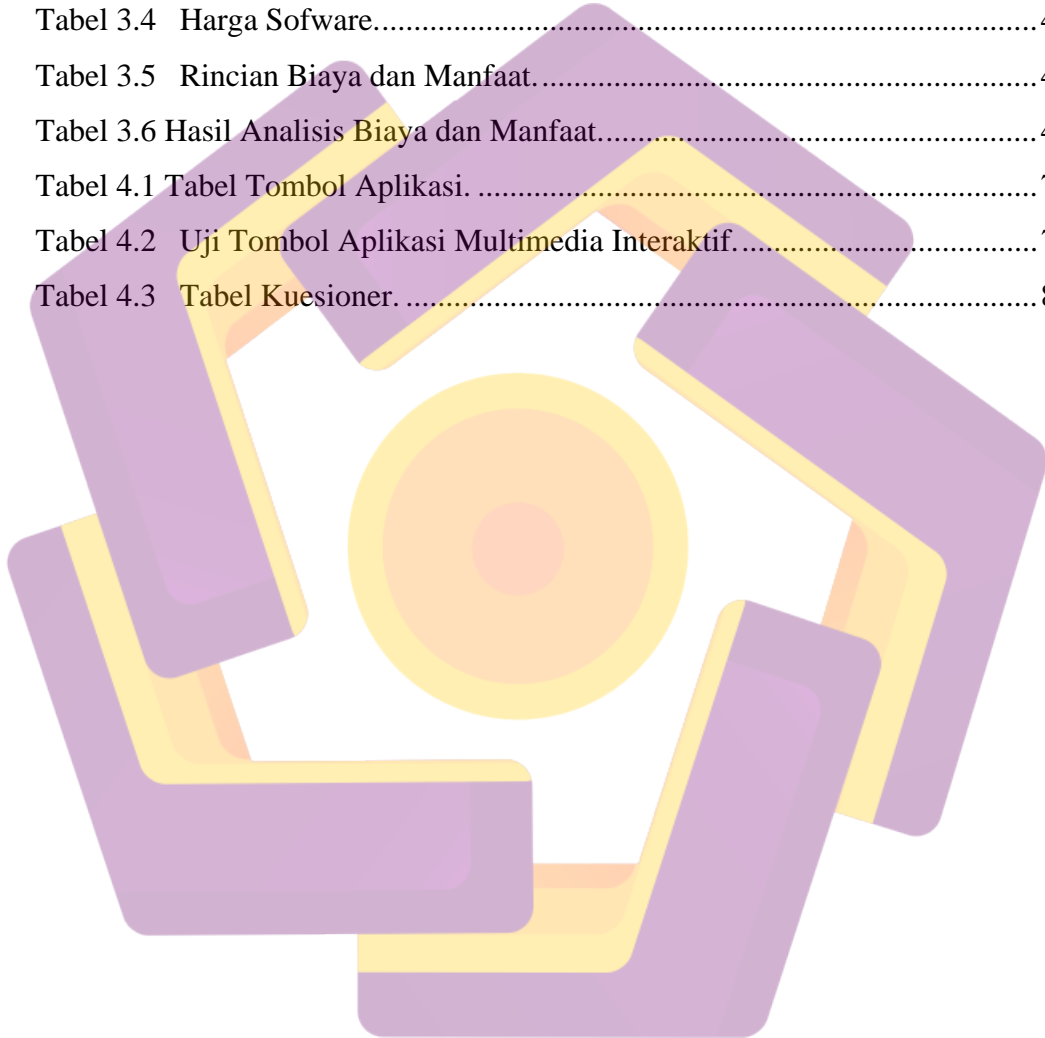 Tabel 3.4 Harga Sofware.......................................................................................
Tabel 3.5 Rincian Biaya dan Manfaat.................................................................
Tabel 3.6 Hasil Analisis Biaya dan Manfaat.........................................................
Tabel 4.1 Tabel Tombol Aplikasi. .......................................................................
Tabel 4.2 Uji Tombol Aplikasi Multimedia Interaktif.......................................
Tabel 4.3 Tabel Kuesioner. .................................................................................